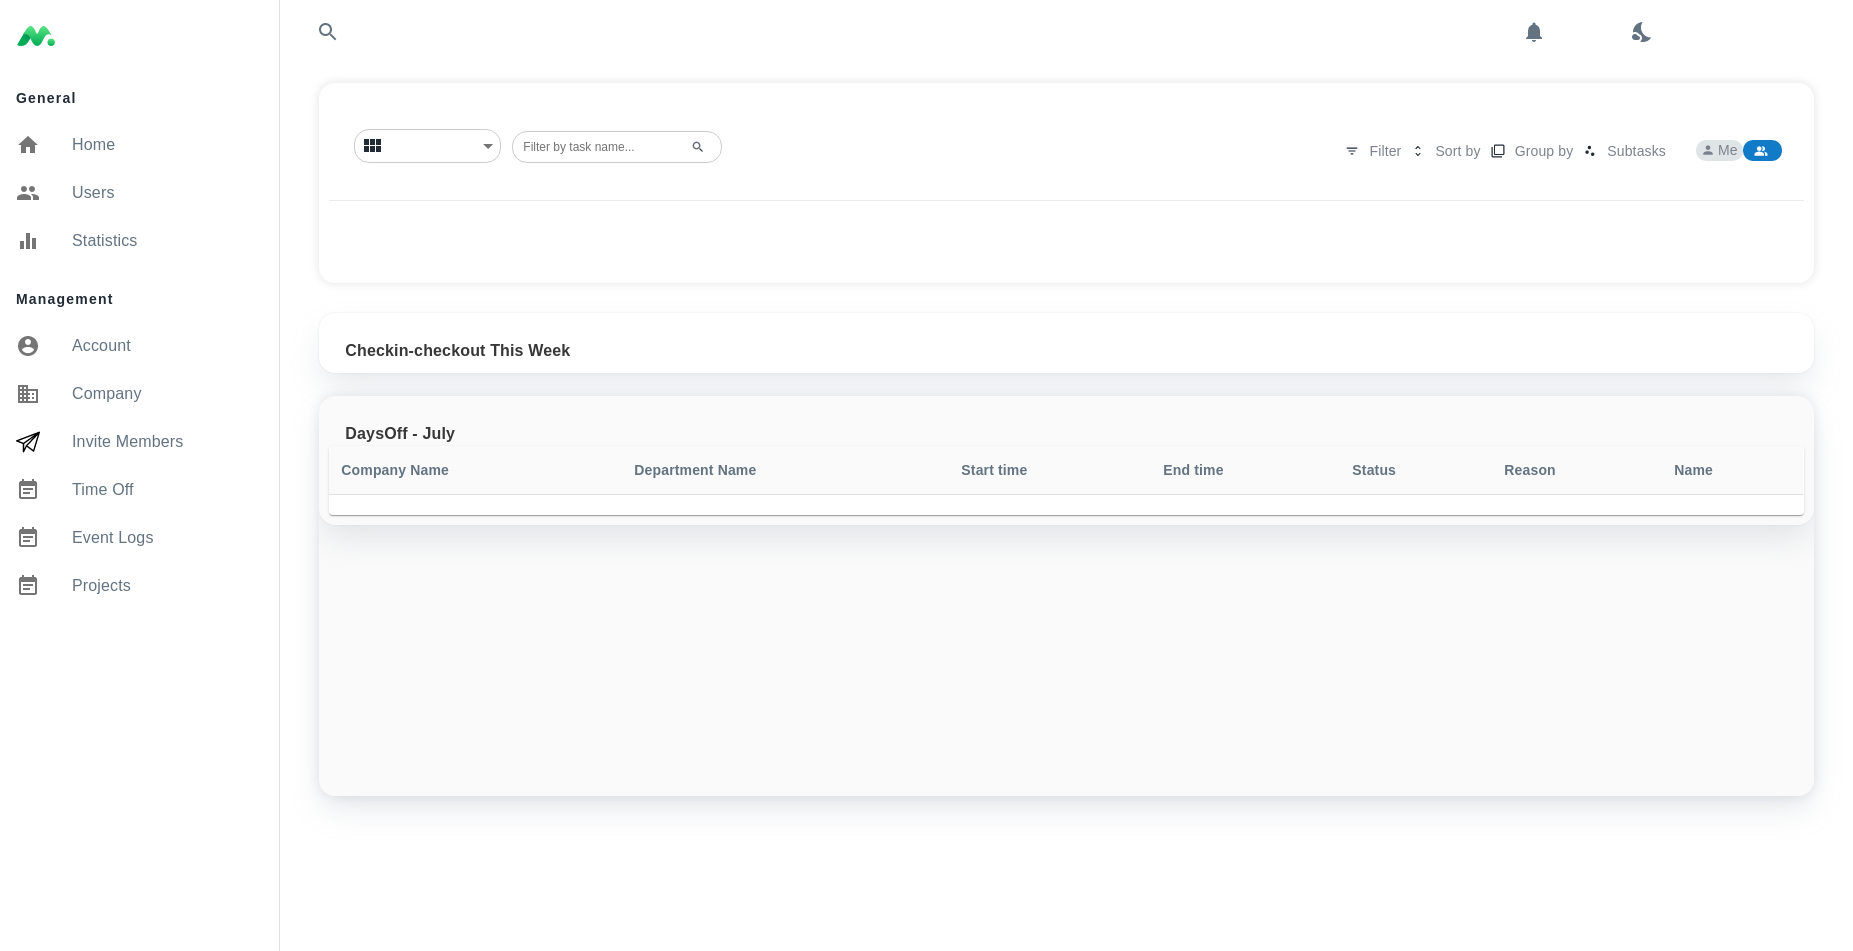 General
Home
Users
Statistics
Management
Account
Company
Invite Members
Time Off
Event Logs
Projects
Filter by task name...
Filter Sort by Group by Subtasks Me
Checkin-checkout This Week
DaysOff - July
Company Name Department Name Start time End time Status Reason Name